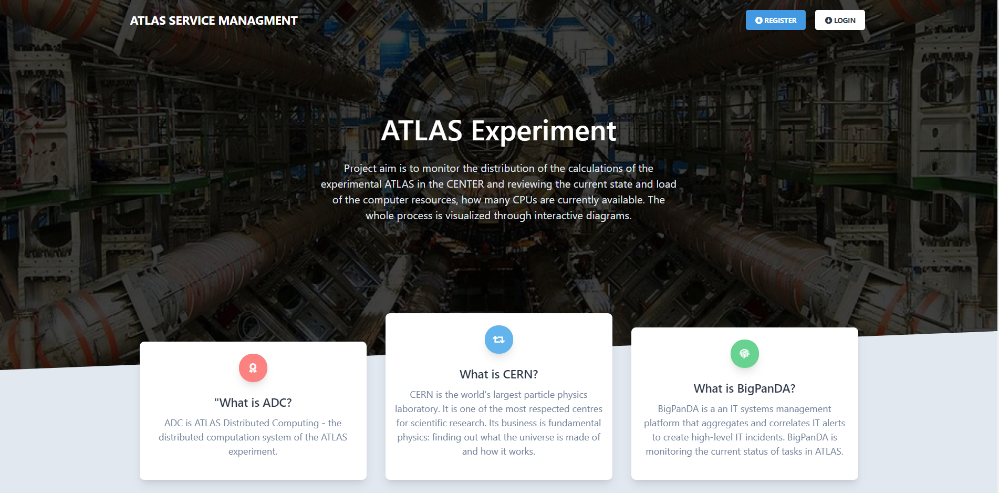 ATLAS SERVICE MANAGMENT
REGISTER
LOGIN
ATLAS Experiment
Project aim is to monitor the distribution of the calculations of the
experimental ATLAS in the CENTER and reviewing the current state and load
of the computer resources, how many CPUs are currently available. The
whole process is visualized through interactive diagrams.
"What is ADC?
ADC is ATLAS Distributed Computing - the
distributed computation system of the ATLAS
experiment.
What is CERN?
CERN is the world's largest particle physics
laboratory. It is one of the most respected centres
for scientific research. Its business is fundamental
physics: finding out what the universe is made of
and how it works.
What is BigPanDA?
BigPanDA is a an IT systems management
platform that aggregates and correlates IT alerts
to create high-level IT incidents. BigPanDA is
monitoring the current status of tasks in ATLAS.